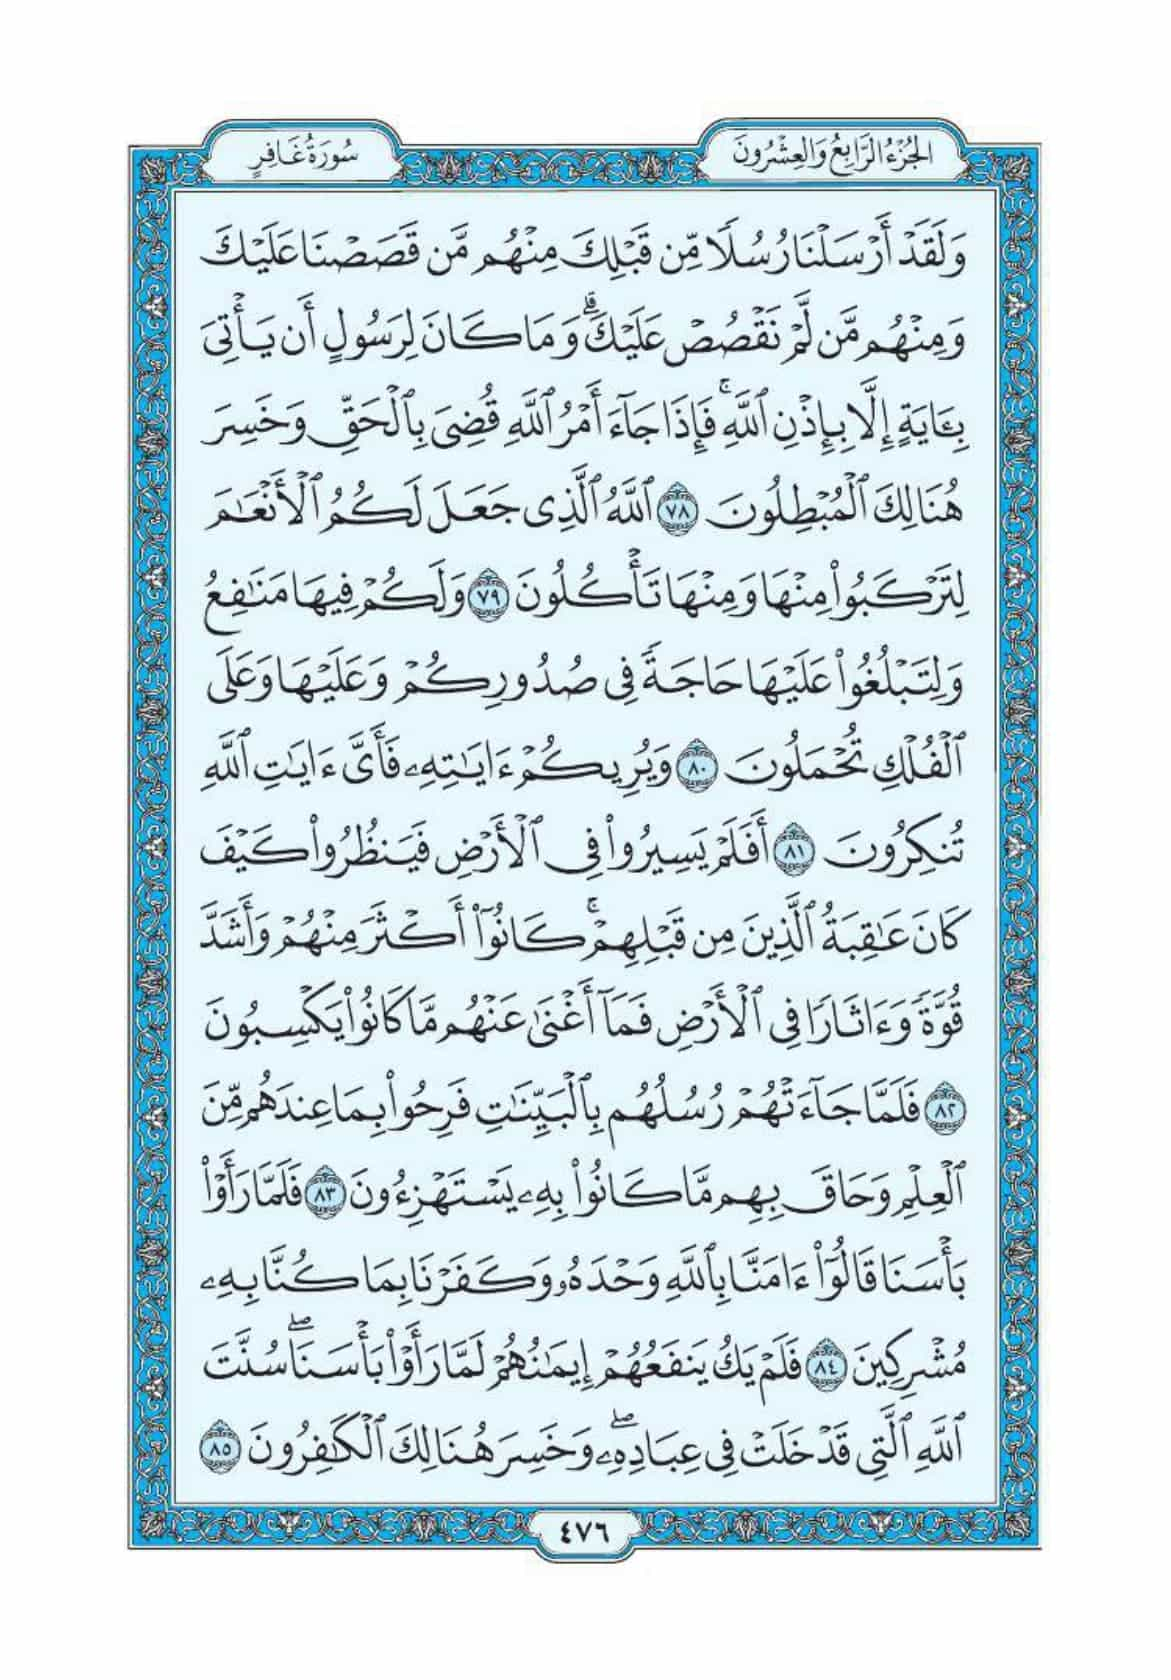 الجُزْءُ الرَّابِعُ وَالعِشْرُونَ
سُورَةُ غَافِرٍ
وَلَقَدْ أَرْسَلْنَا رُسُلًا مِّن قَبْلِكَ مِنْهُم مَّن قَصَصْنَا عَلَيْكَ
وَمِنْهُم مَّن لَّمْ نَقْصُصْ عَلَيْكَ ۗ وَمَا كَانَ لِرَسُولٍ أَن يَأْتِىَ
بِـَٔايَةٍ إِلَّا بِإِذْنِ ٱللَّهِ ۚ فَإِذَا جَآءَ أَمْرُ ٱللَّهِ قُضِىَ بِٱلْحَقِّ وَخَسِرَ
هُنَالِكَ ٱلْمُبْطِلُونَ ٧٨ ٱللَّهُ ٱلَّذِى جَعَلَ لَكُمُ ٱلْأَنْعَٰمَ
لِتَرْكَبُوا۟ مِنْهَا وَمِنْهَا تَأْكُلُونَ ٧٩ وَلَكُمْ فِيهَا مَنَٰفِعُ
وَلِتَبْلُغُوا۟ عَلَيْهَا حَاجَةً فِى صُدُورِكُمْ وَعَلَيْهَا وَعَلَى
ٱلْفُلْكِ تُحْمَلُونَ ٨٠ وَيُرِيكُمْ ءَايَٰتِهِۦ فَأَىَّ ءَايَٰتِ ٱللَّهِ
تُنكِرُونَ ٨١ أَفَلَمْ يَسِيرُوا۟ فِى ٱلْأَرْضِ فَيَنظُرُوا۟ كَيْفَ
كَانَ عَٰقِبَةُ ٱلَّذِينَ مِن قَبْلِهِمْ ۚ كَانُوٓا۟ أَكْثَرَ مِنْهُمْ وَأَشَدَّ
قُوَّةً وَءَاثَارًا فِى ٱلْأَرْضِ فَمَآ أَغْنَىٰ عَنْهُم مَّا كَانُوا۟ يَكْسِبُونَ
٨٢ فَلَمَّا جَآءَتْهُمْ رُسُلُهُم بِٱلْبَيِّنَٰتِ فَرِحُوا۟ بِمَا عِندَهُم مِّنَ
ٱلْعِلْمِ وَحَاقَ بِهِم مَّا كَانُوا۟ بِهِۦ يَسْتَهْزِءُونَ ٨٣ فَلَمَّا رَأَوْا۟
بَأْسَنَا قَالُوٓا۟ ءَامَنَّا بِٱللَّهِ وَحْدَهُۥ وَكَفَرْنَا بِمَا كُنَّا بِهِۦ
مُشْرِكِينَ ٨٤ فَلَمْ يَكُ يَنفَعُهُمْ إِيمَٰنُهُمْ لَمَّا رَأَوْا۟ بَأْسَنَا ۖ سُنَّتَ
ٱللَّهِ ٱلَّتِى قَدْ خَلَتْ فِى عِبَادِهِۦ ۖ وَخَسِرَ هُنَالِكَ ٱلْكَٰفِرُونَ ٨٥
٤٧٦